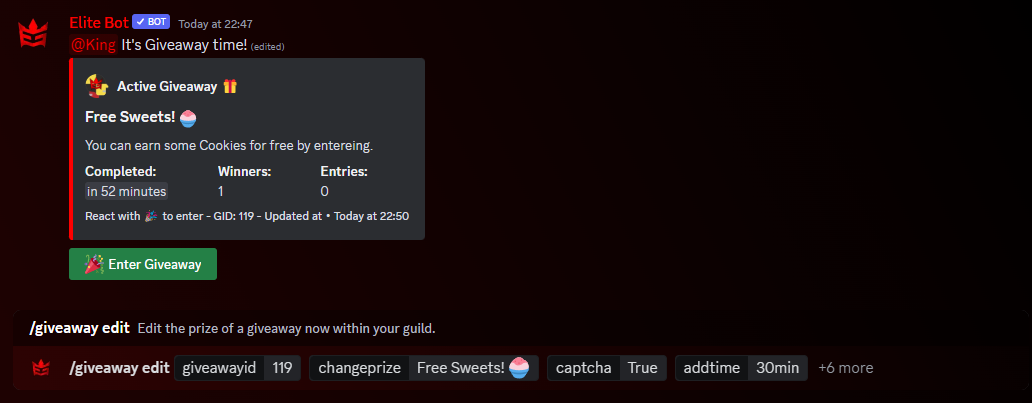 Elite Bot ✔ BOT Today at 22:47
@King It's Giveaway time! (edited)
Active Giveaway 🎁
Free Sweets! 🍧
You can earn some Cookies for free by entereing.
Completed: Winners: Entries:
in 52 minutes 1 0
React with 🎉 to enter - GID: 119 - Updated at • Today at 22:50
🎉 Enter Giveaway
/giveaway edit Edit the prize of a giveaway now within your guild.
/giveaway edit giveawayid 119 changeprize Free Sweets! 🍧 captcha True addtime 30min +6 more